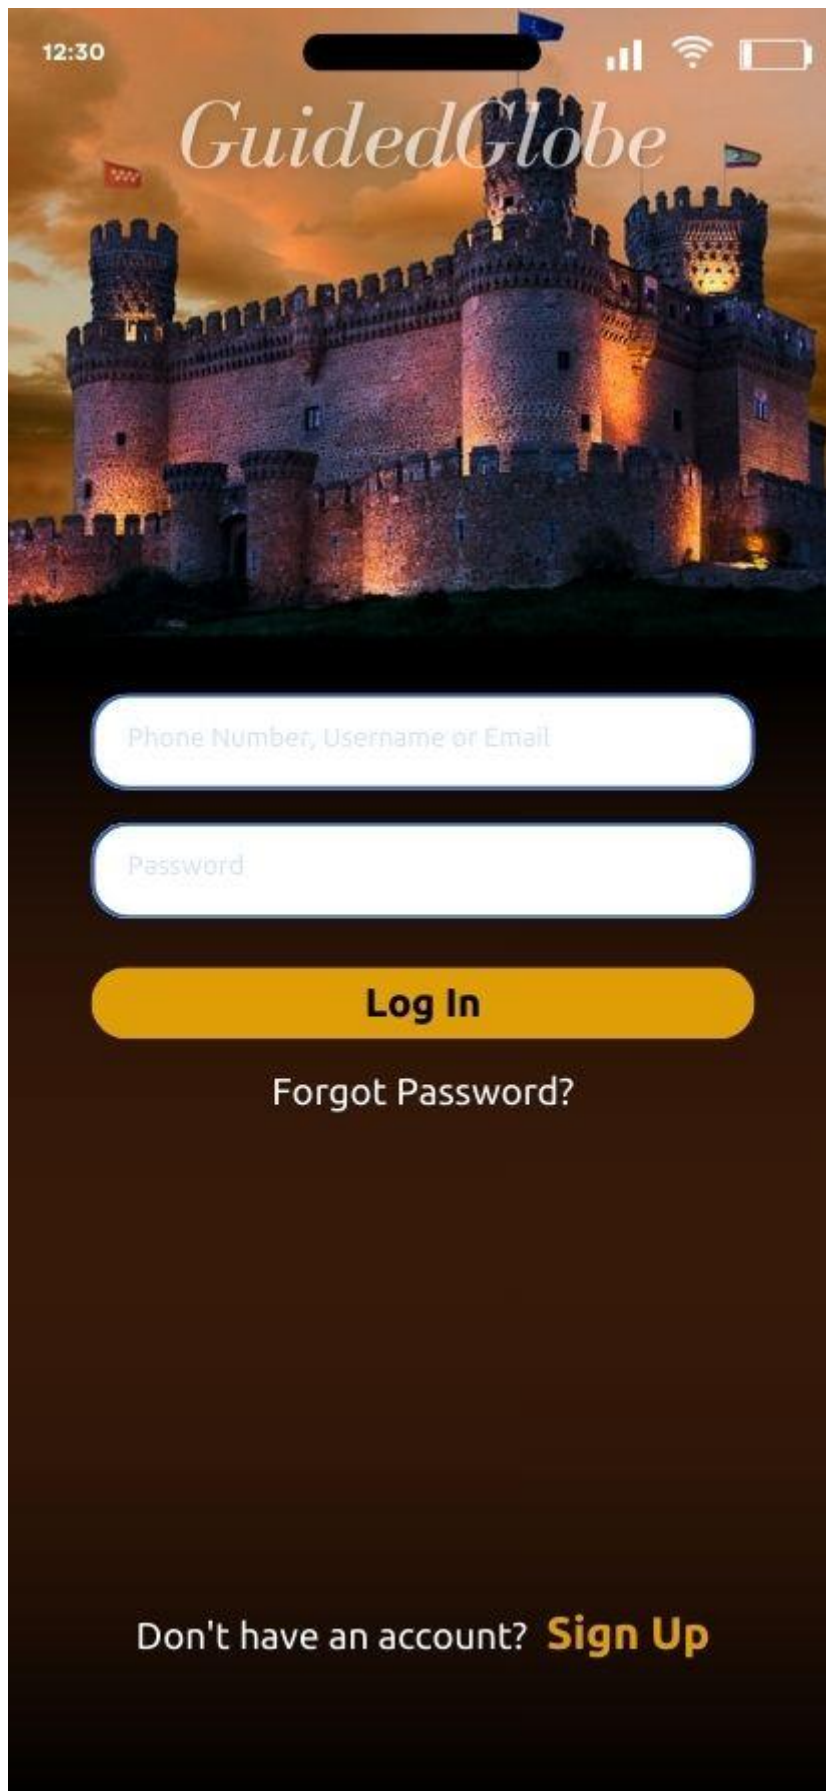 12:30
GuidedGlobe
Phone Number, Username or Email
Password
Log In
Forgot Password?
Don't have an account? Sign Up